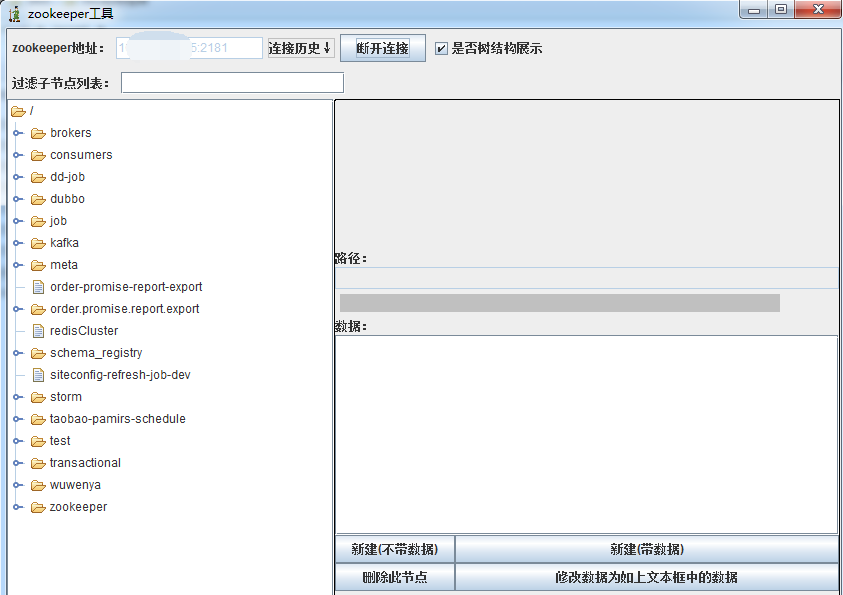 zookeeper工具
zookeeper地址： 5:2181 连接历史↓ 断开连接 是否树结构展示
过滤子节点列表：
/
brokers
consumers
dd-job
dubbo
job
kafka
meta
order-promise-report-export
order.promise.report.export
redisCluster
schema_registry
siteconfig-refresh-job-dev
storm
taobao-pamirs-schedule
test
transactional
wuwenya
zookeeper
路径：
数据：
新建(不带数据) 新建(带数据)
删除此节点 修改数据为如上文本框中的数据